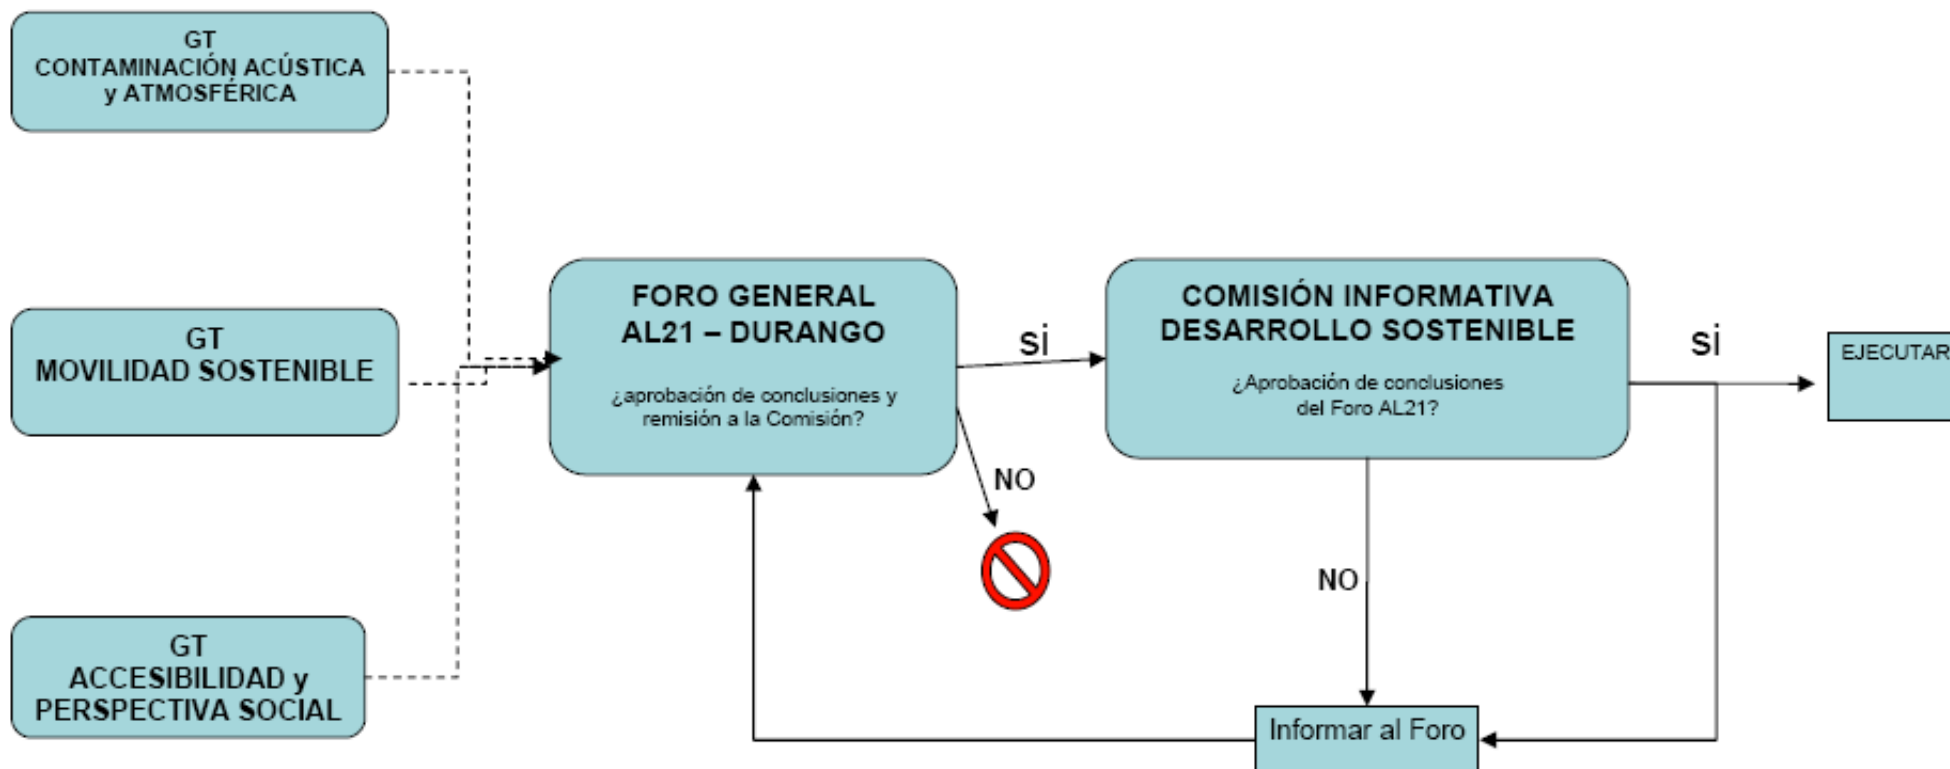 GT
CONTAMINACIÓN ACÚSTICA
y ATMOSFÉRICA
GT
MOVILIDAD SOSTENIBLE
GT
ACCESIBILIDAD y
PERSPECTIVA SOCIAL
FORO GENERAL
AL21 – DURANGO
¿aprobación de conclusiones y
remisión a la Comisión?
si
NO
COMISIÓN INFORMATIVA
DESARROLLO SOSTENIBLE
¿Aprobación de conclusiones
del Foro AL21?
si
NO
EJECUTAR
Informar al Foro